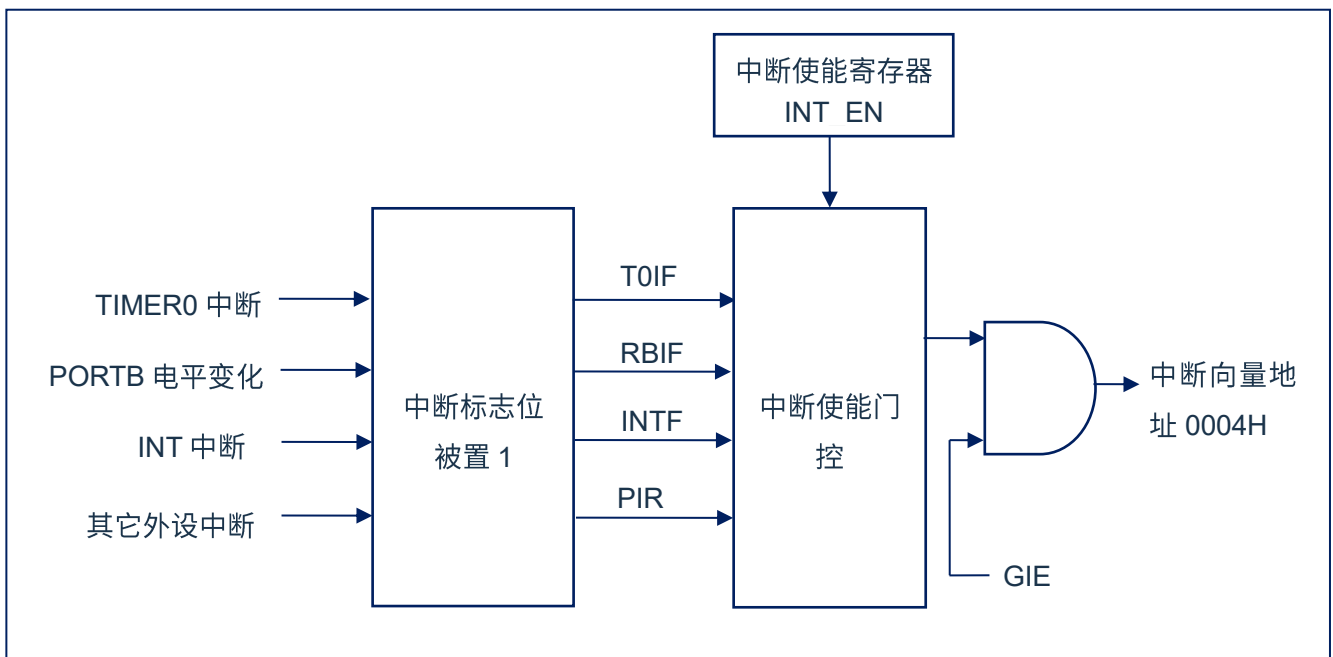 中断使能寄存器
INT EN
TIMER0 中断
PORTB 电平变化
INT 中断
其它外设中断
中断标志位
被置 1
T0IF
RBIF
INTF
PIR
中断使能门
控
中断向量地
址 0004H
GIE